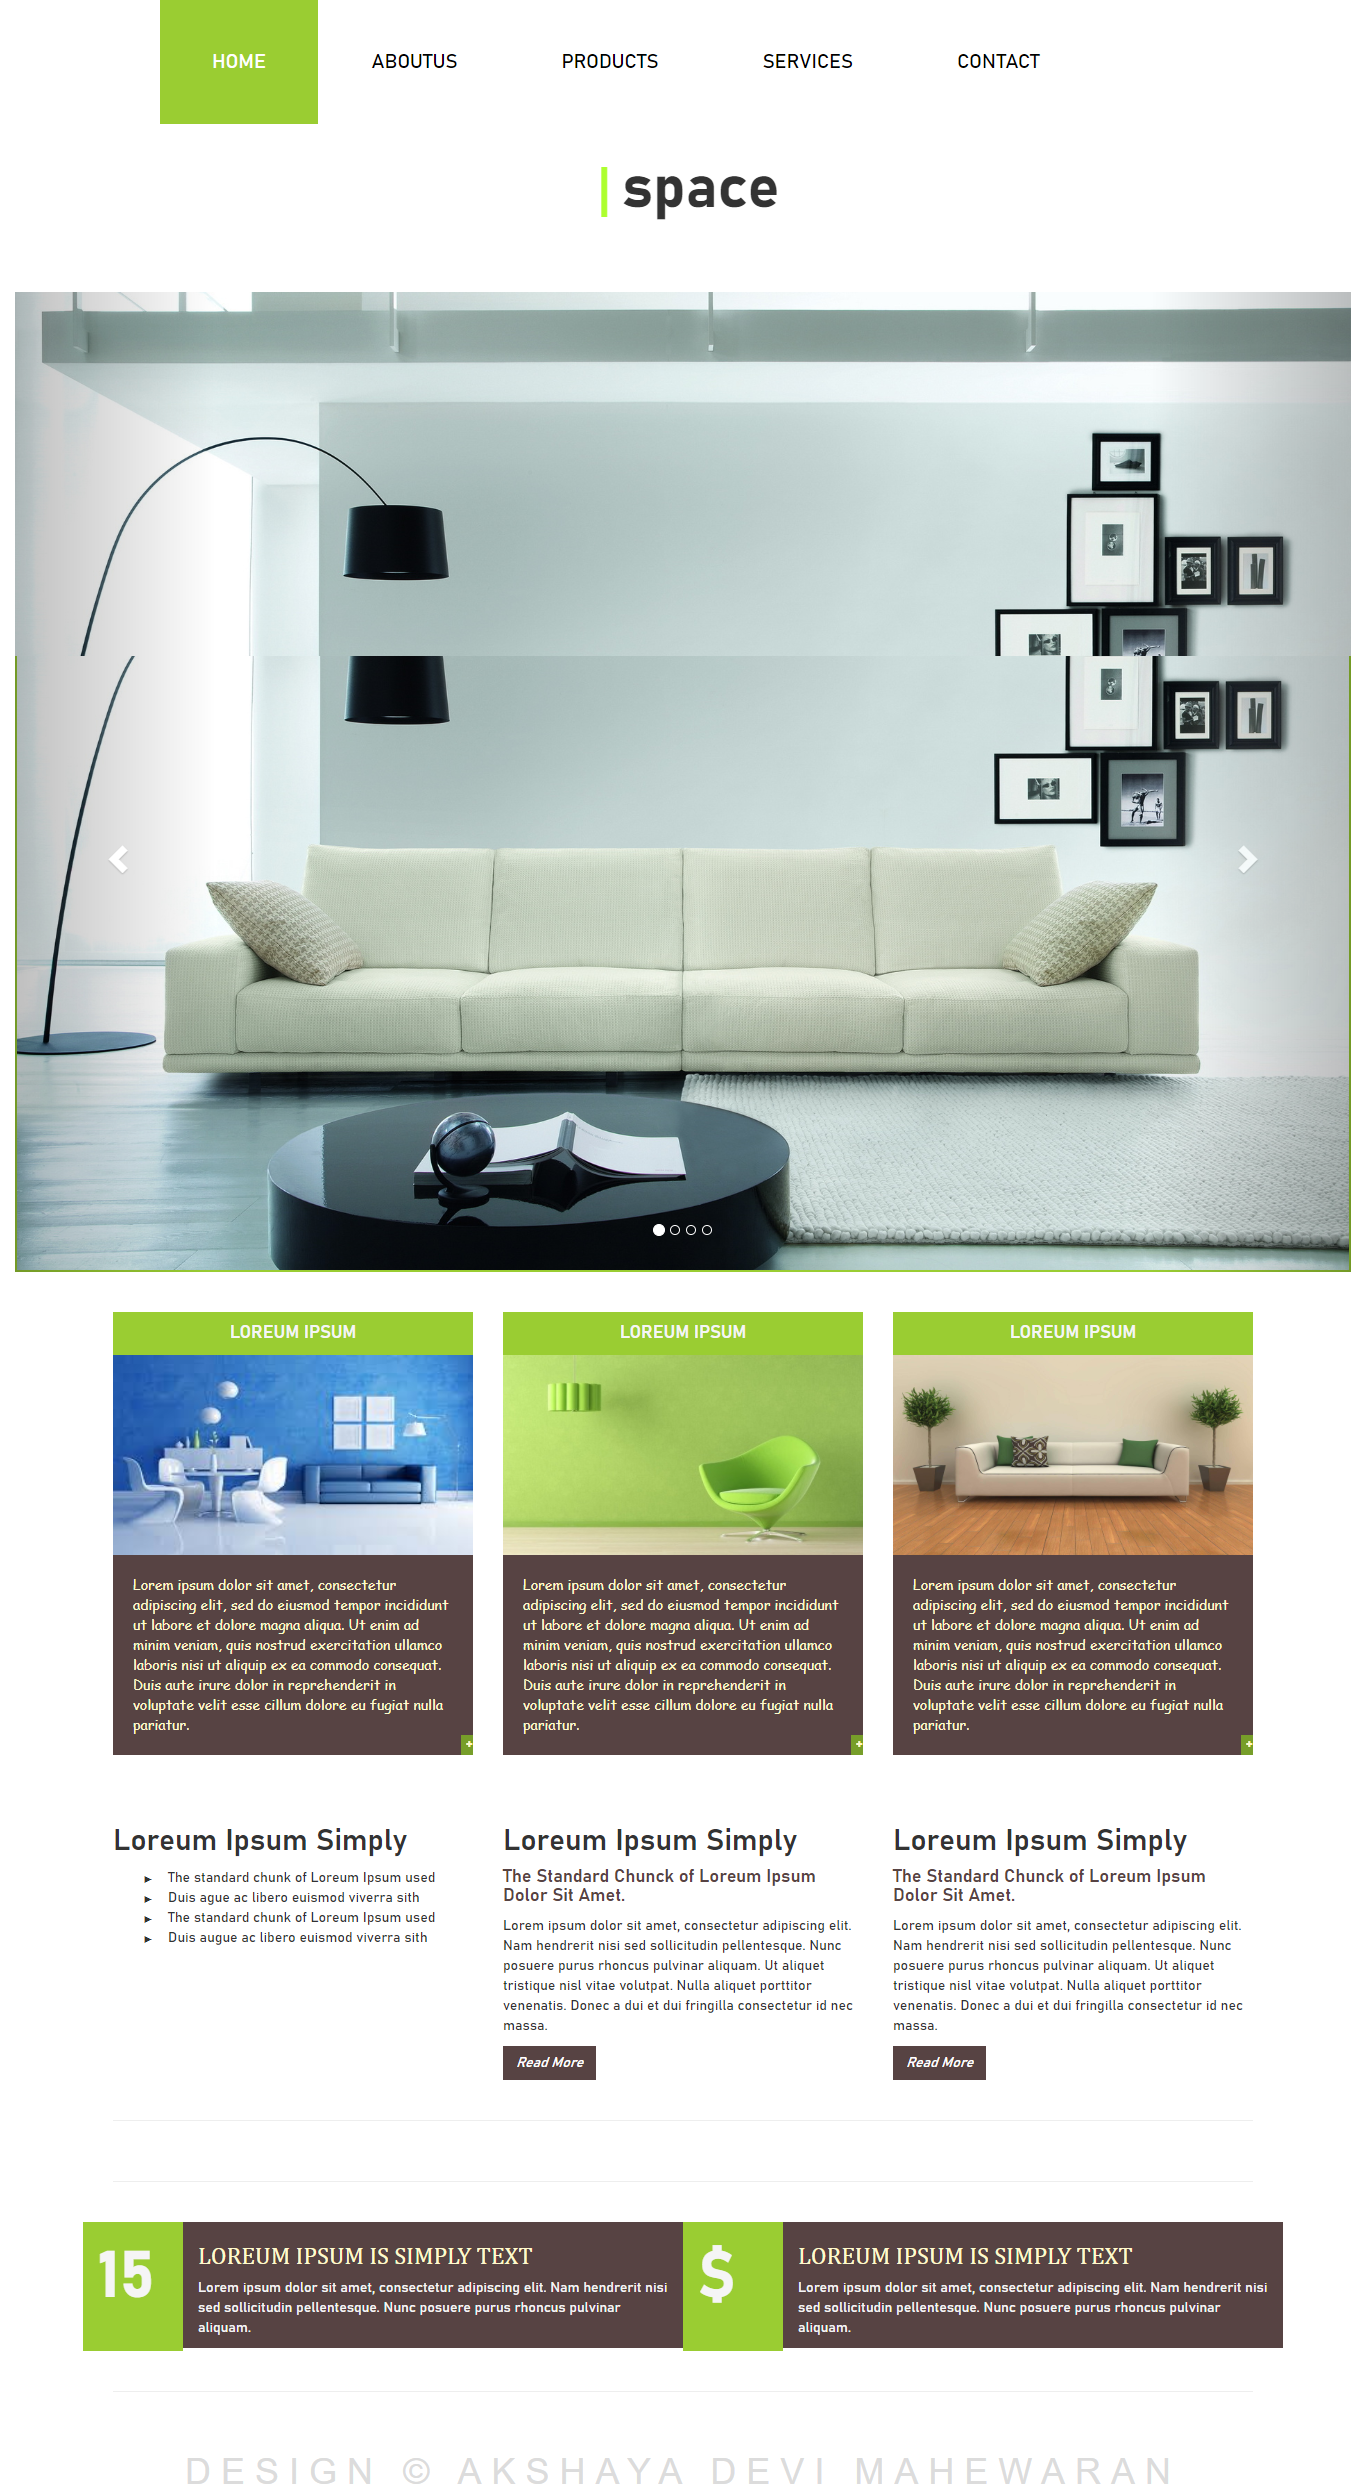 HOME ABOUTUS PRODUCTS SERVICES CONTACT
| space
LOREUM IPSUM
Lorem ipsum dolor sit amet, consectetur
adipiscing elit, sed do eiusmod tempor incididunt
ut labore et dolore magna aliqua. Ut enim ad
minim veniam, quis nostrud exercitation ullamco
laboris nisi ut aliquip ex ea commodo consequat.
Duis aute irure dolor in reprehenderit in
voluptate velit esse cillum dolore eu fugiat nulla
pariatur.
+
LOREUM IPSUM
Lorem ipsum dolor sit amet, consectetur
adipiscing elit, sed do eiusmod tempor incididunt
ut labore et dolore magna aliqua. Ut enim ad
minim veniam, quis nostrud exercitation ullamco
laboris nisi ut aliquip ex ea commodo consequat.
Duis aute irure dolor in reprehenderit in
voluptate velit esse cillum dolore eu fugiat nulla
pariatur.
+
LOREUM IPSUM
Lorem ipsum dolor sit amet, consectetur
adipiscing elit, sed do eiusmod tempor incididunt
ut labore et dolore magna aliqua. Ut enim ad
minim veniam, quis nostrud exercitation ullamco
laboris nisi ut aliquip ex ea commodo consequat.
Duis aute irure dolor in reprehenderit in
voluptate velit esse cillum dolore eu fugiat nulla
pariatur.
+
Loreum Ipsum Simply
► The standard chunk of Loreum Ipsum used
► Duis ague ac libero euismod viverra sith
► The standard chunk of Loreum Ipsum used
► Duis augue ac libero euismod viverra sith
Loreum Ipsum Simply
The Standard Chunck of Loreum Ipsum
Dolor Sit Amet.
Lorem ipsum dolor sit amet, consectetur adipiscing elit.
Nam hendrerit nisi sed sollicitudin pellentesque. Nunc
posuere purus rhoncus pulvinar aliquam. Ut aliquet
tristique nisl vitae volutpat. Nulla aliquet porttitor
venenatis. Donec a dui et dui fringilla consectetur id nec
massa.
Read More
Loreum Ipsum Simply
The Standard Chunck of Loreum Ipsum
Dolor Sit Amet.
Lorem ipsum dolor sit amet, consectetur adipiscing elit.
Nam hendrerit nisi sed sollicitudin pellentesque. Nunc
posuere purus rhoncus pulvinar aliquam. Ut aliquet
tristique nisl vitae volutpat. Nulla aliquet porttitor
venenatis. Donec a dui et dui fringilla consectetur id nec
massa.
Read More
15
LOREUM IPSUM IS SIMPLY TEXT
Lorem ipsum dolor sit amet, consectetur adipiscing elit. Nam hendrerit nisi
sed sollicitudin pellentesque. Nunc posuere purus rhoncus pulvinar
aliquam.
$
LOREUM IPSUM IS SIMPLY TEXT
Lorem ipsum dolor sit amet, consectetur adipiscing elit. Nam hendrerit nisi
sed sollicitudin pellentesque. Nunc posuere purus rhoncus pulvinar
aliquam.
DESIGN © AKSHAYA DEVI MAHEWARAN